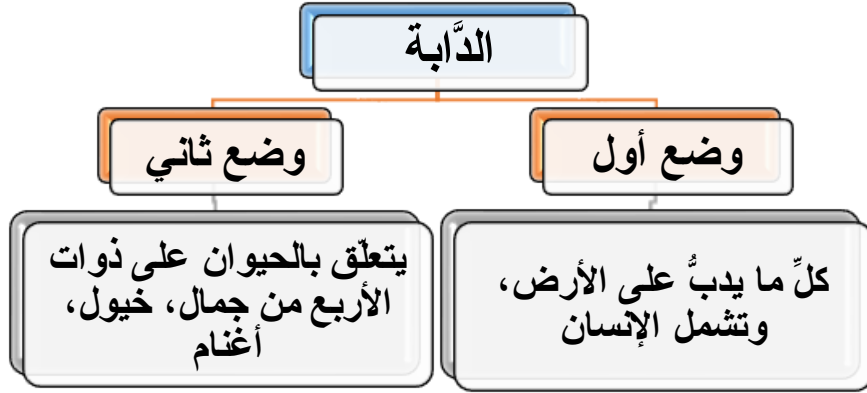 الدَّابة
وضع أول
وضع ثاني
كلِّ ما يدبُّ على الأرض،
وتشمل الإنسان
يتعلّق بالحيوان على ذوات
الأربع من جمال، خيول،
أغنام